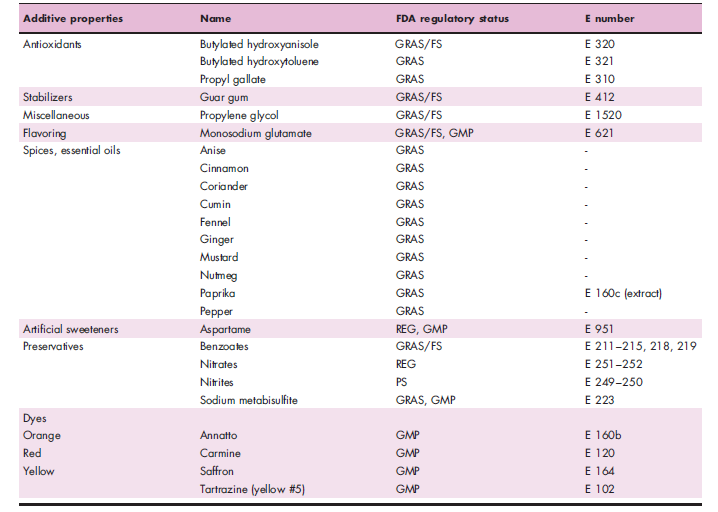 Additive properties Name FDA regulatory status E number
Antioxidants Butylated hydroxyanisole GRAS/FS E 320
Butylated hydroxytoluene GRAS E 321
Propyl gallate GRAS E 310
Stabilizers Guar gum GRAS/FS E 412
Miscellaneous Propylene glycol GRAS/FS E 1520
Flavoring Monosodium glutamate GRAS/FS, GMP E 621
Spices, essential oils Anise GRAS -
Cinnamon GRAS -
Coriander GRAS -
Cumin GRAS -
Fennel GRAS -
Ginger GRAS -
Mustard GRAS -
Nutmeg GRAS -
Paprika GRAS E 160c (extract)
Pepper GRAS -
Artificial sweeteners Aspartame REG, GMP E 951
Preservatives Benzoates GRAS/FS E 211–215, 218, 219
Nitrates REG E 251–252
Nitrites PS E 249–250
Sodium metabisulfite GRAS, GMP E 223
Dyes
Orange Annatto GMP E 160b
Red Carmine GMP E 120
Yellow Saffron GMP E 164
Tartrazine (yellow #5) GMP E 102